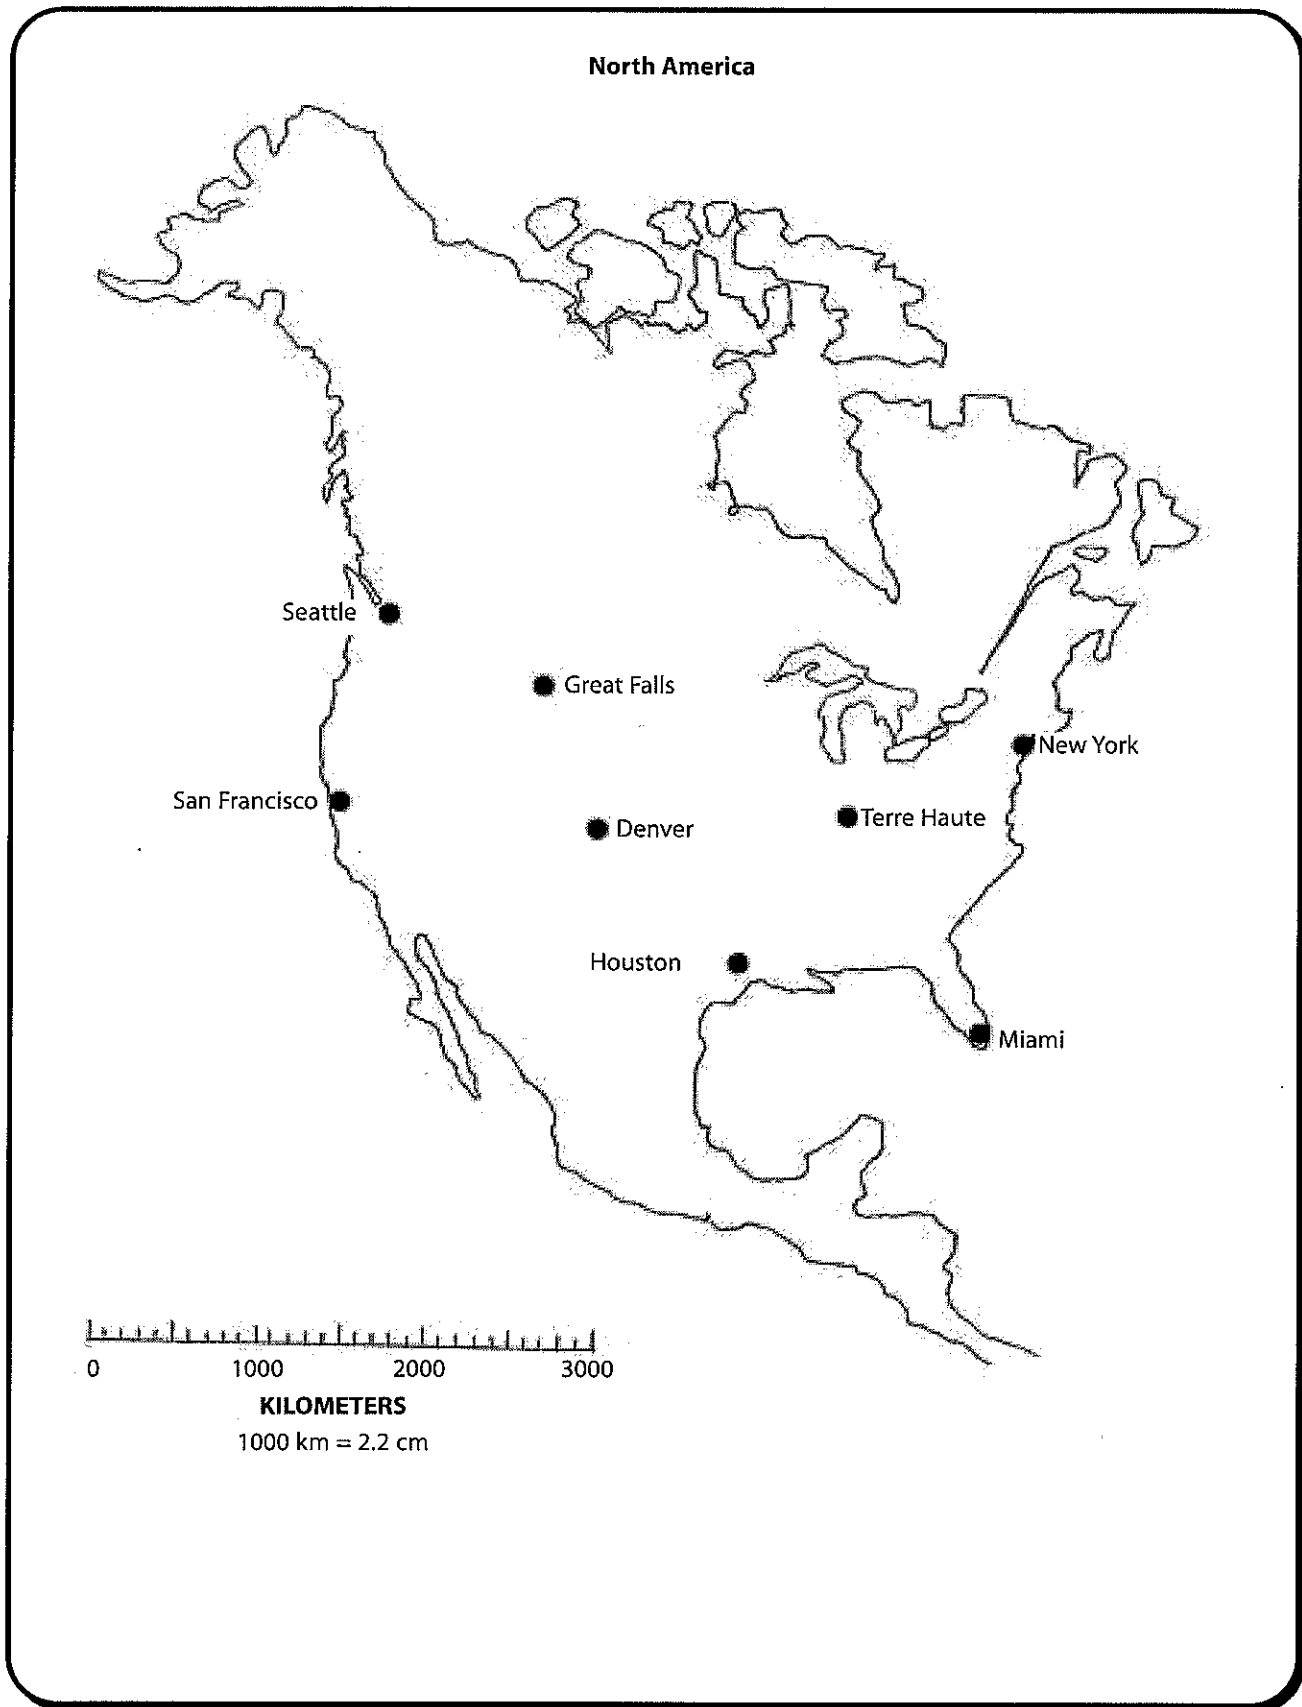 North America
Seattle
Great Falls
New York
San Francisco
Denver
Terre Haute
Houston
Miami
0 1000 2000 3000
KILOMETERS
1000 km = 2.2 cm